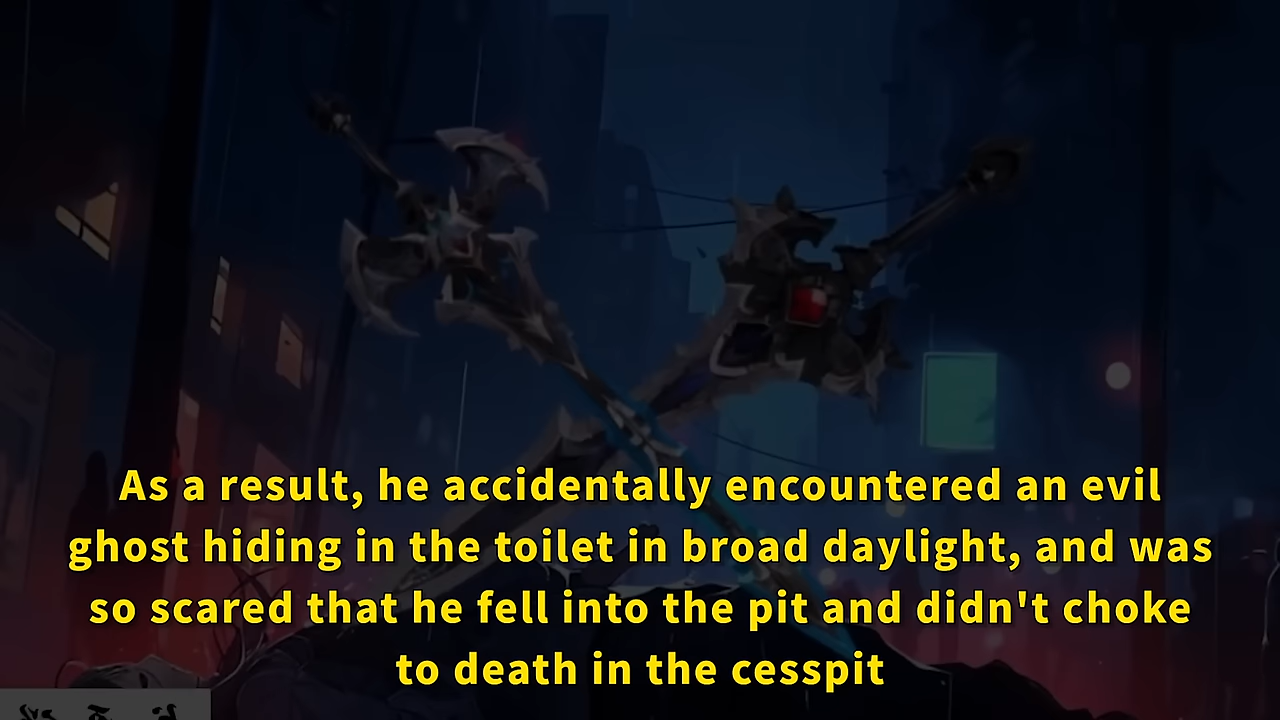 As a result, he accidentally encountered an evil
ghost hiding in the toilet in broad daylight, and was
so scared that he fell into the pit and didn't choke
to death in the cesspit